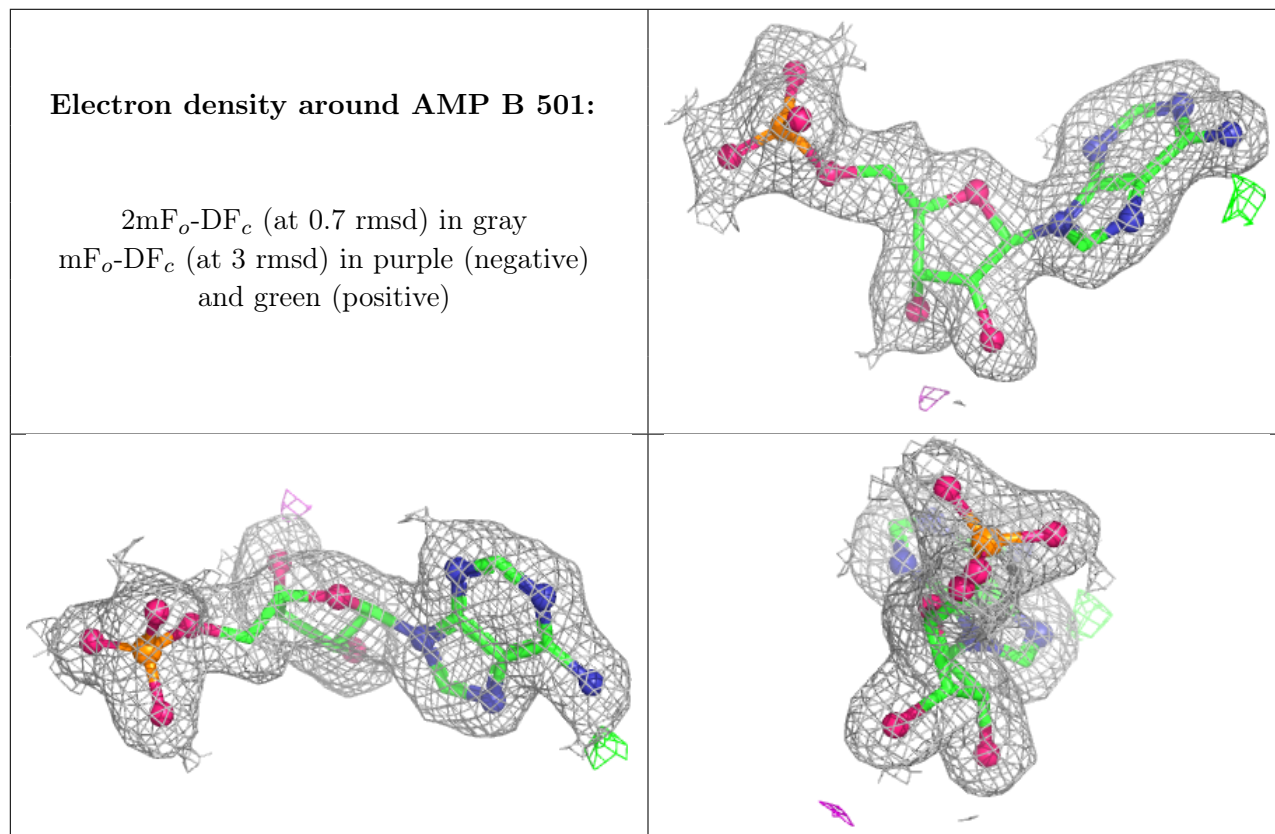 Electron density around AMP B 501:
2mFo-DFc (at 0.7 rmsd) in gray
mFo-DFc (at 3 rmsd) in purple (negative)
and green (positive)